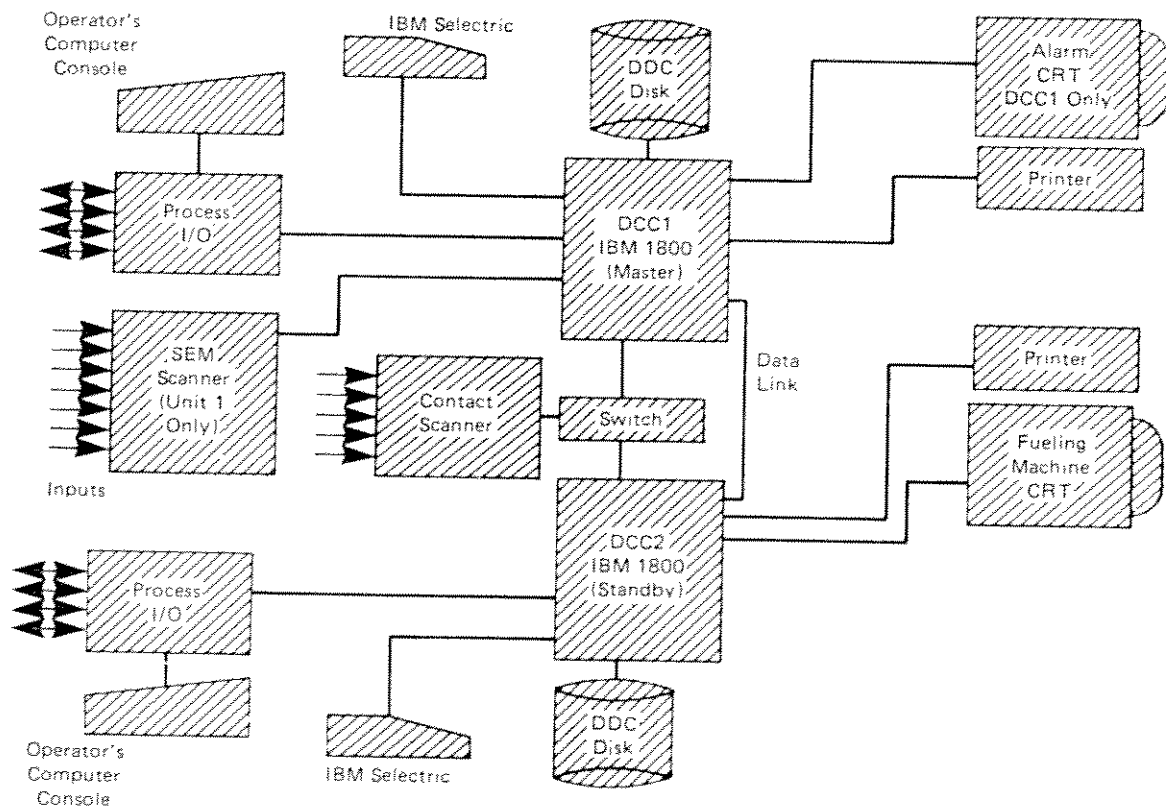 Operator's
Computer
Console
IBM Selectric
DDC
Disk
Alarm
CRT
DCC1 Only
Printer
Process
I/O
DCC1
IBM 1800
(Master)
SEM
Scanner
(Unit 1
Only)
Inputs
Contact
Scanner
Switch
Data
Link
Printer
Fueling
Machine
CRT
DCC2
IBM 1800
(Standby)
Process
I/O
Operator's
Computer
Console
IBM Selectric
DDC
Disk